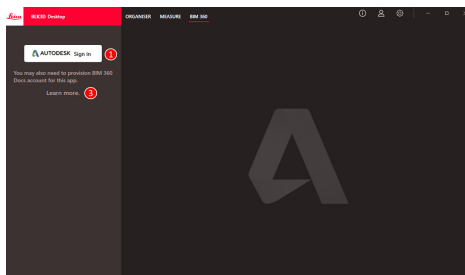 Leica BLK3D Desktop ORGANISER MEASURE BIM 360
AUTODESK Sign in 1
You may also need to provision BIM 360
Docs account for this app.
Learn more. 3